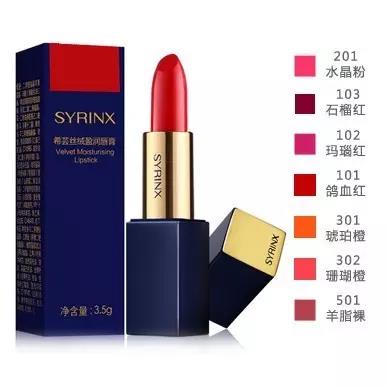 SYRINX
希芸丝绒盈润唇膏
Velvet Moisturising
Lipstick
净含量: 3.5g
SYRINX
SYRINX
201
水晶粉
103
石榴红
102
玛瑙红
101
鸽血红
301
琥珀橙
302
珊瑚橙
501
羊脂裸